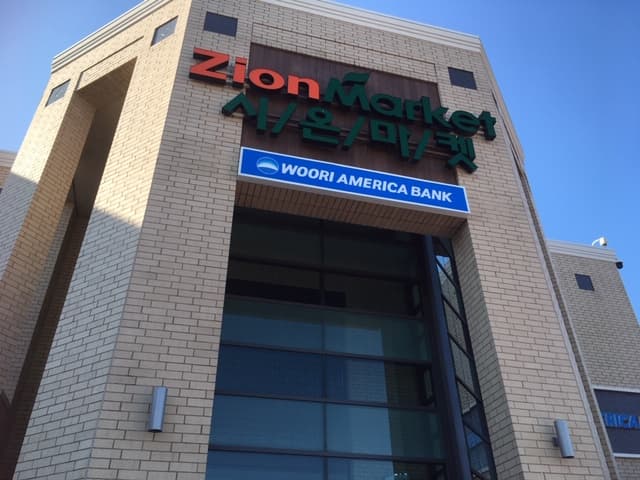 Zion Market
시/온/마/켓
WOORI AMERICA BANK